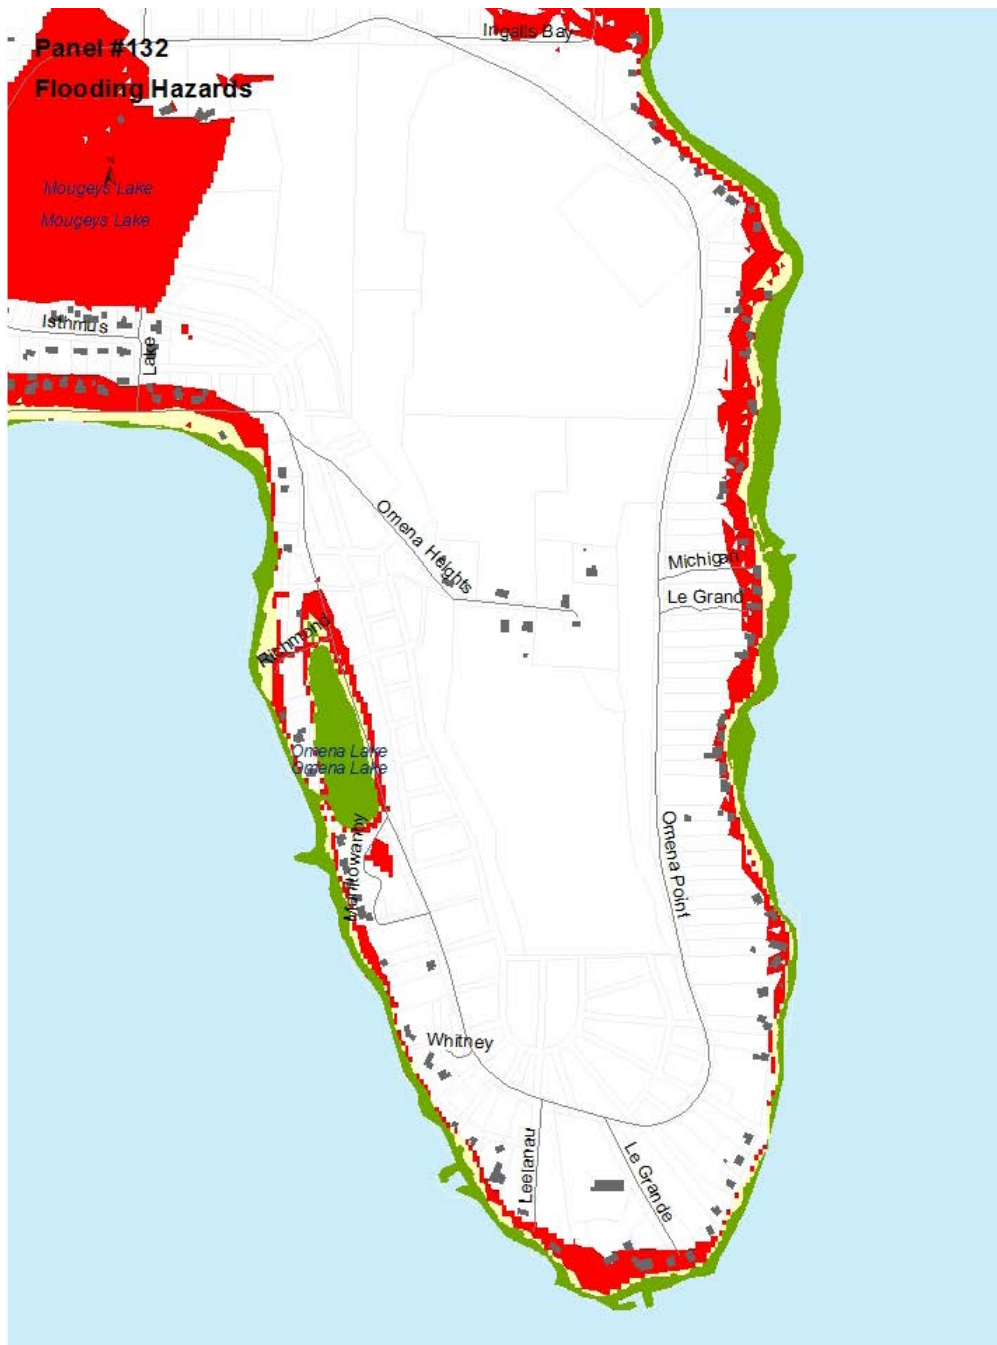 Ingalls Bay
Panel #132
Flooding Hazards
Mougeys Lake
Mougeys Lake
Isthmus
Lake
Omena Heights
Michigan
Le Grand
Richmond
Omena Lake
Omena Lake
Manitowanby
Omena Point
Whitney
Leelanau
Le Grande